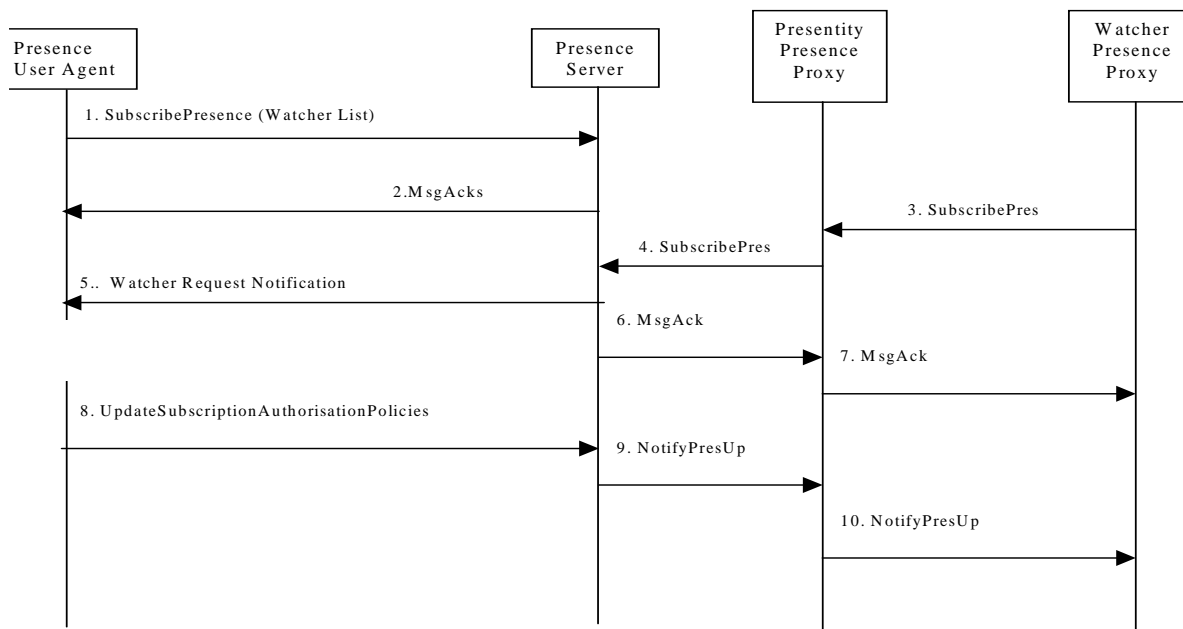 Presence
User Agent
Presence
Server
Presentity
Presence
Proxy
Watcher
Presence
Proxy
1. SubscribePresence (Watcher List)
2.MsgAcks
3. SubscribePres
4. SubscribePres
5.. Watcher Request Notification
6. MsgAck
7. MsgAck
8. UpdateSubscriptionAuthorisationPolicies
9. NotifyPresUp
10. NotifyPresUp